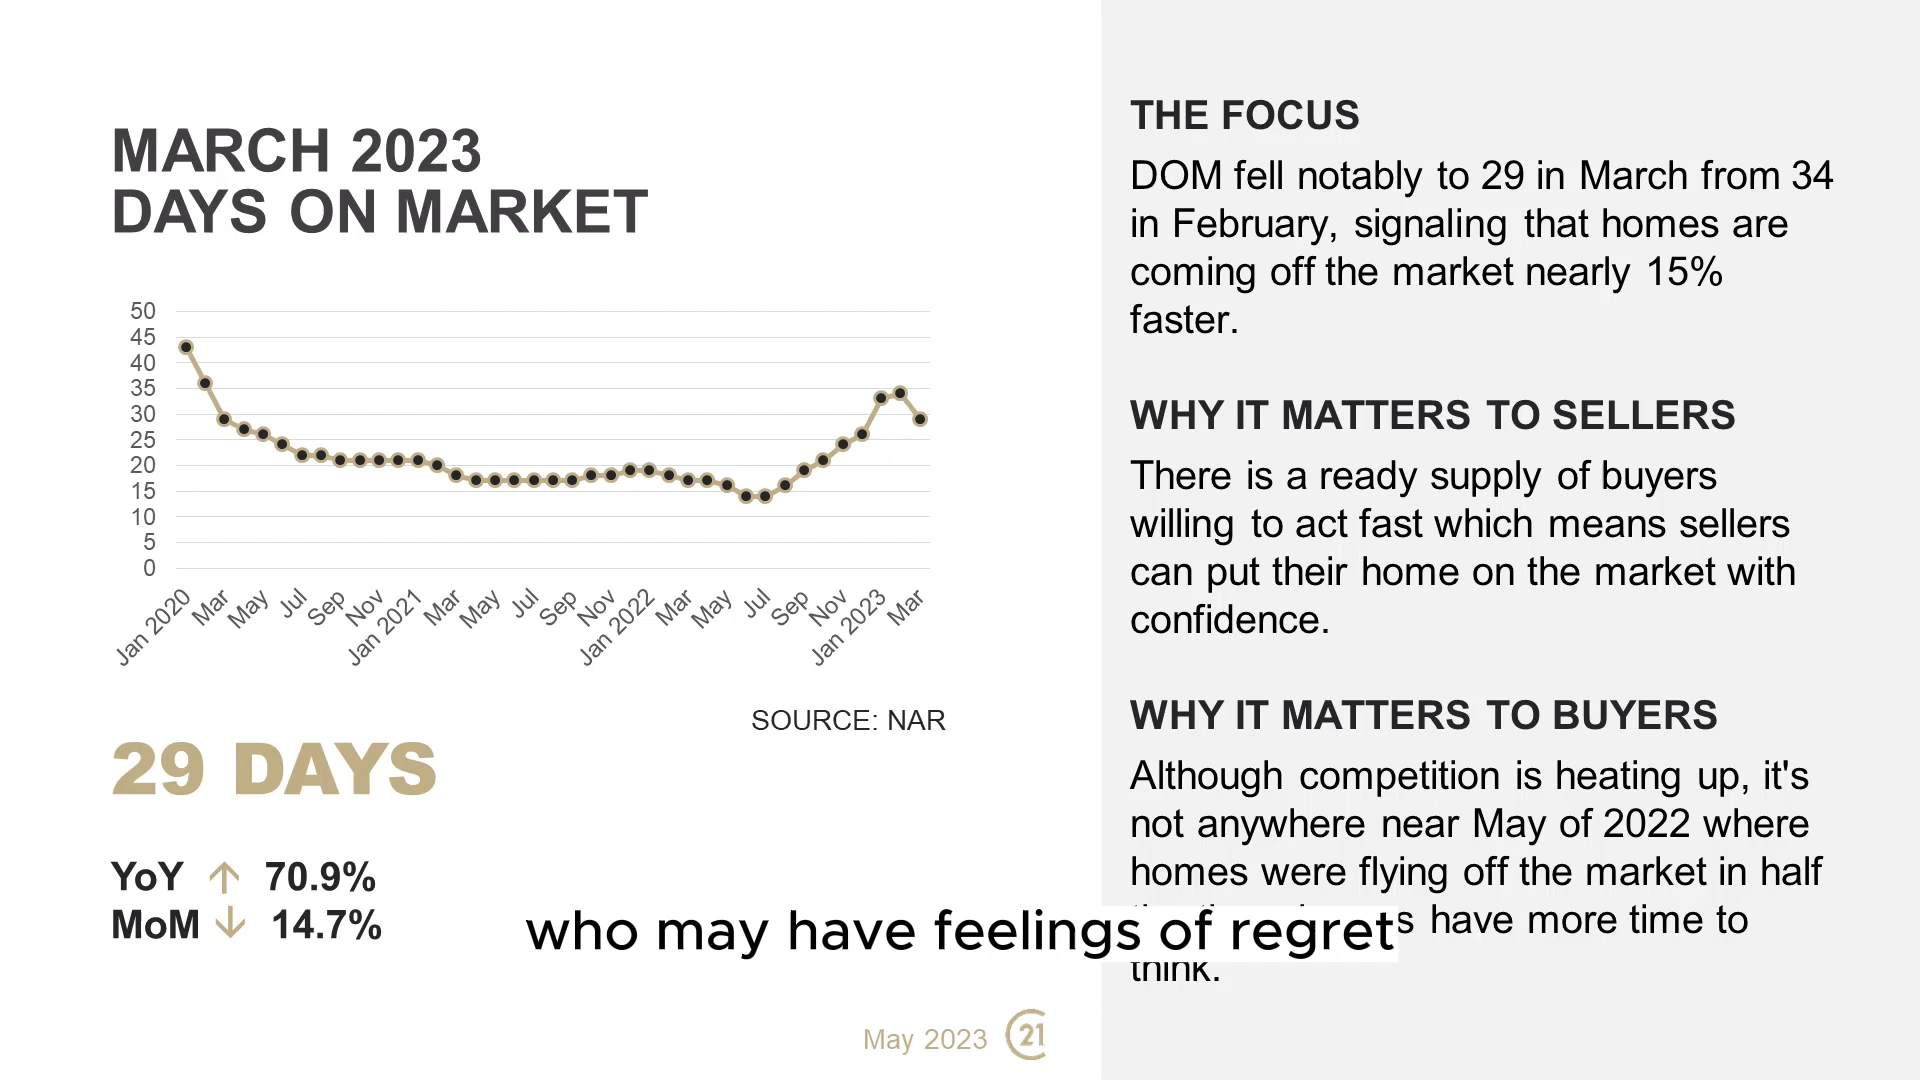 MARCH 2023
DAYS ON MARKET
50
45
40
35
30
25
20
15
10
5
0
Jan 2020
Mar
May
Jul
Sep
Nov
Jan 2021
Mar
May
Jul
Sep
Nov
Jan 2022
Mar
May
Jul
Sep
Nov
Jan 2023
Mar
SOURCE: NAR
29 DAYS
YoY ↑ 70.9%
MoM ↓ 14.7%
THE FOCUS
DOM fell notably to 29 in March from 34
in February, signaling that homes are
coming off the market nearly 15%
faster.
WHY IT MATTERS TO SELLERS
There is a ready supply of buyers
willing to act fast which means sellers
can put their home on the market with
confidence.
WHY IT MATTERS TO BUYERS
Although competition is heating up, it's
not anywhere near May of 2022 where
homes were flying off the market in half
have more time to
think.
who may have feelings of regret
May 2023
21